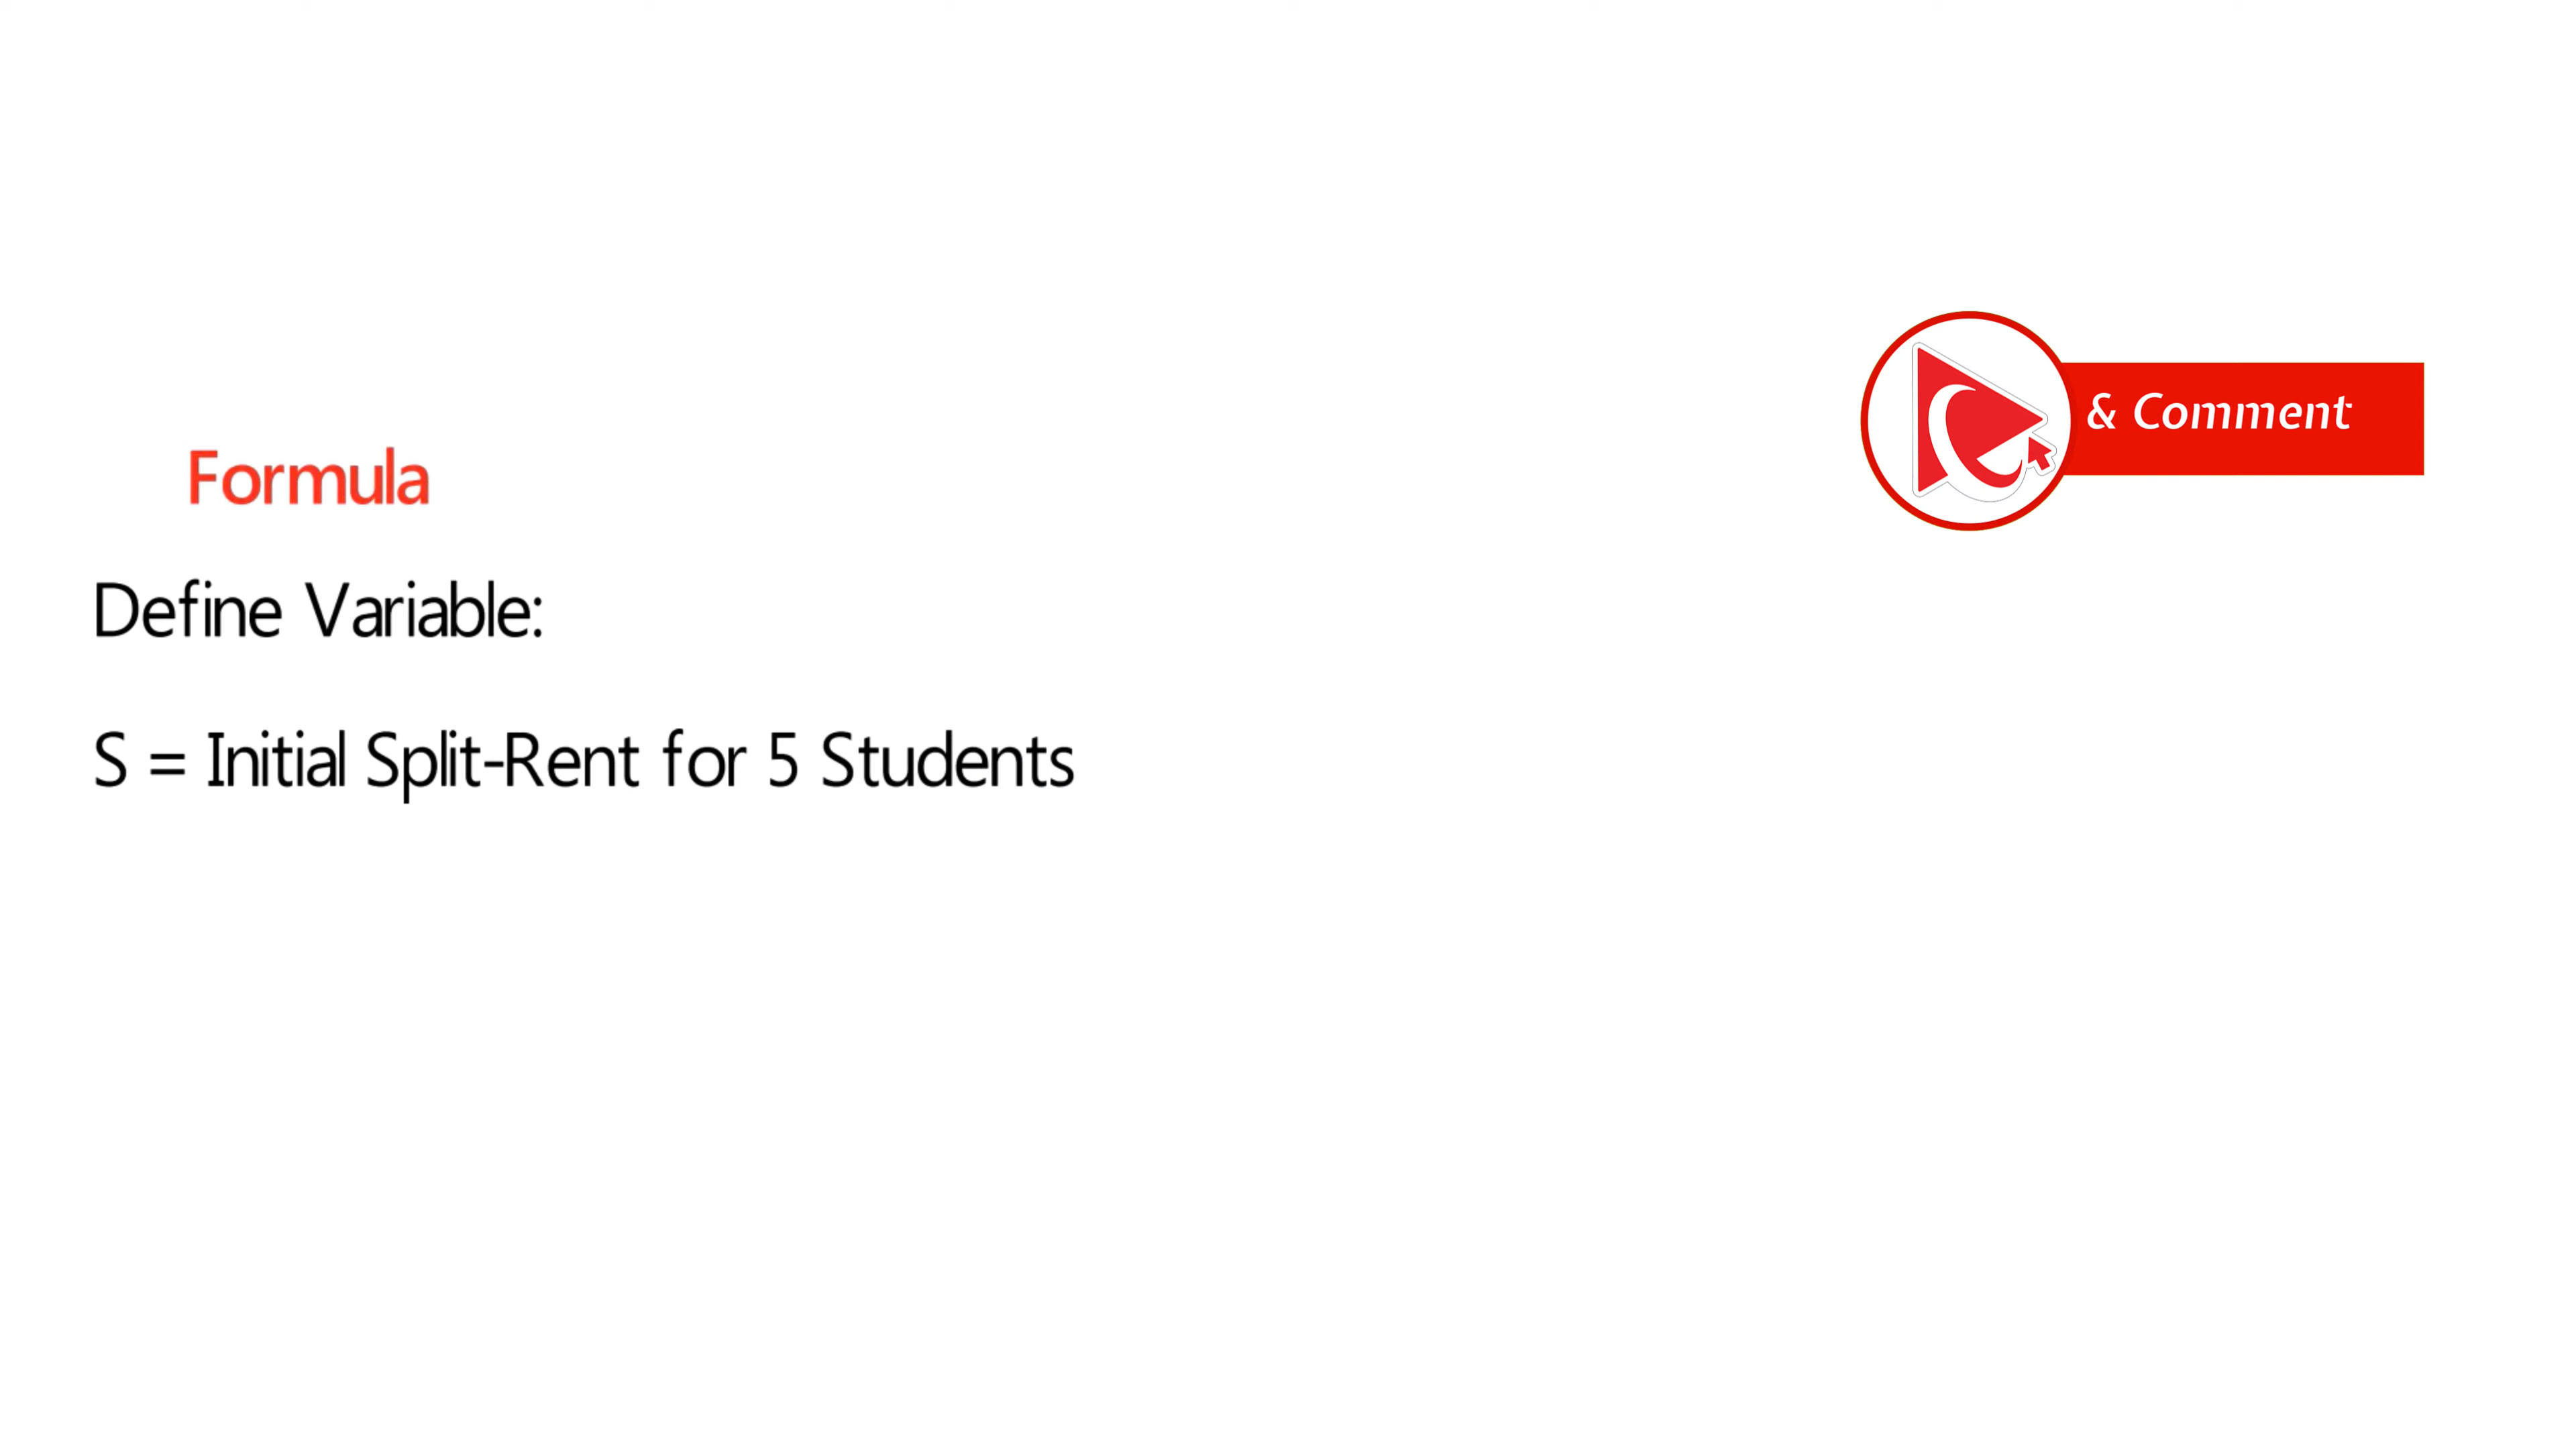 & Comment
Formula
Define Variable:
S = Initial Split-Rent for 5 Students